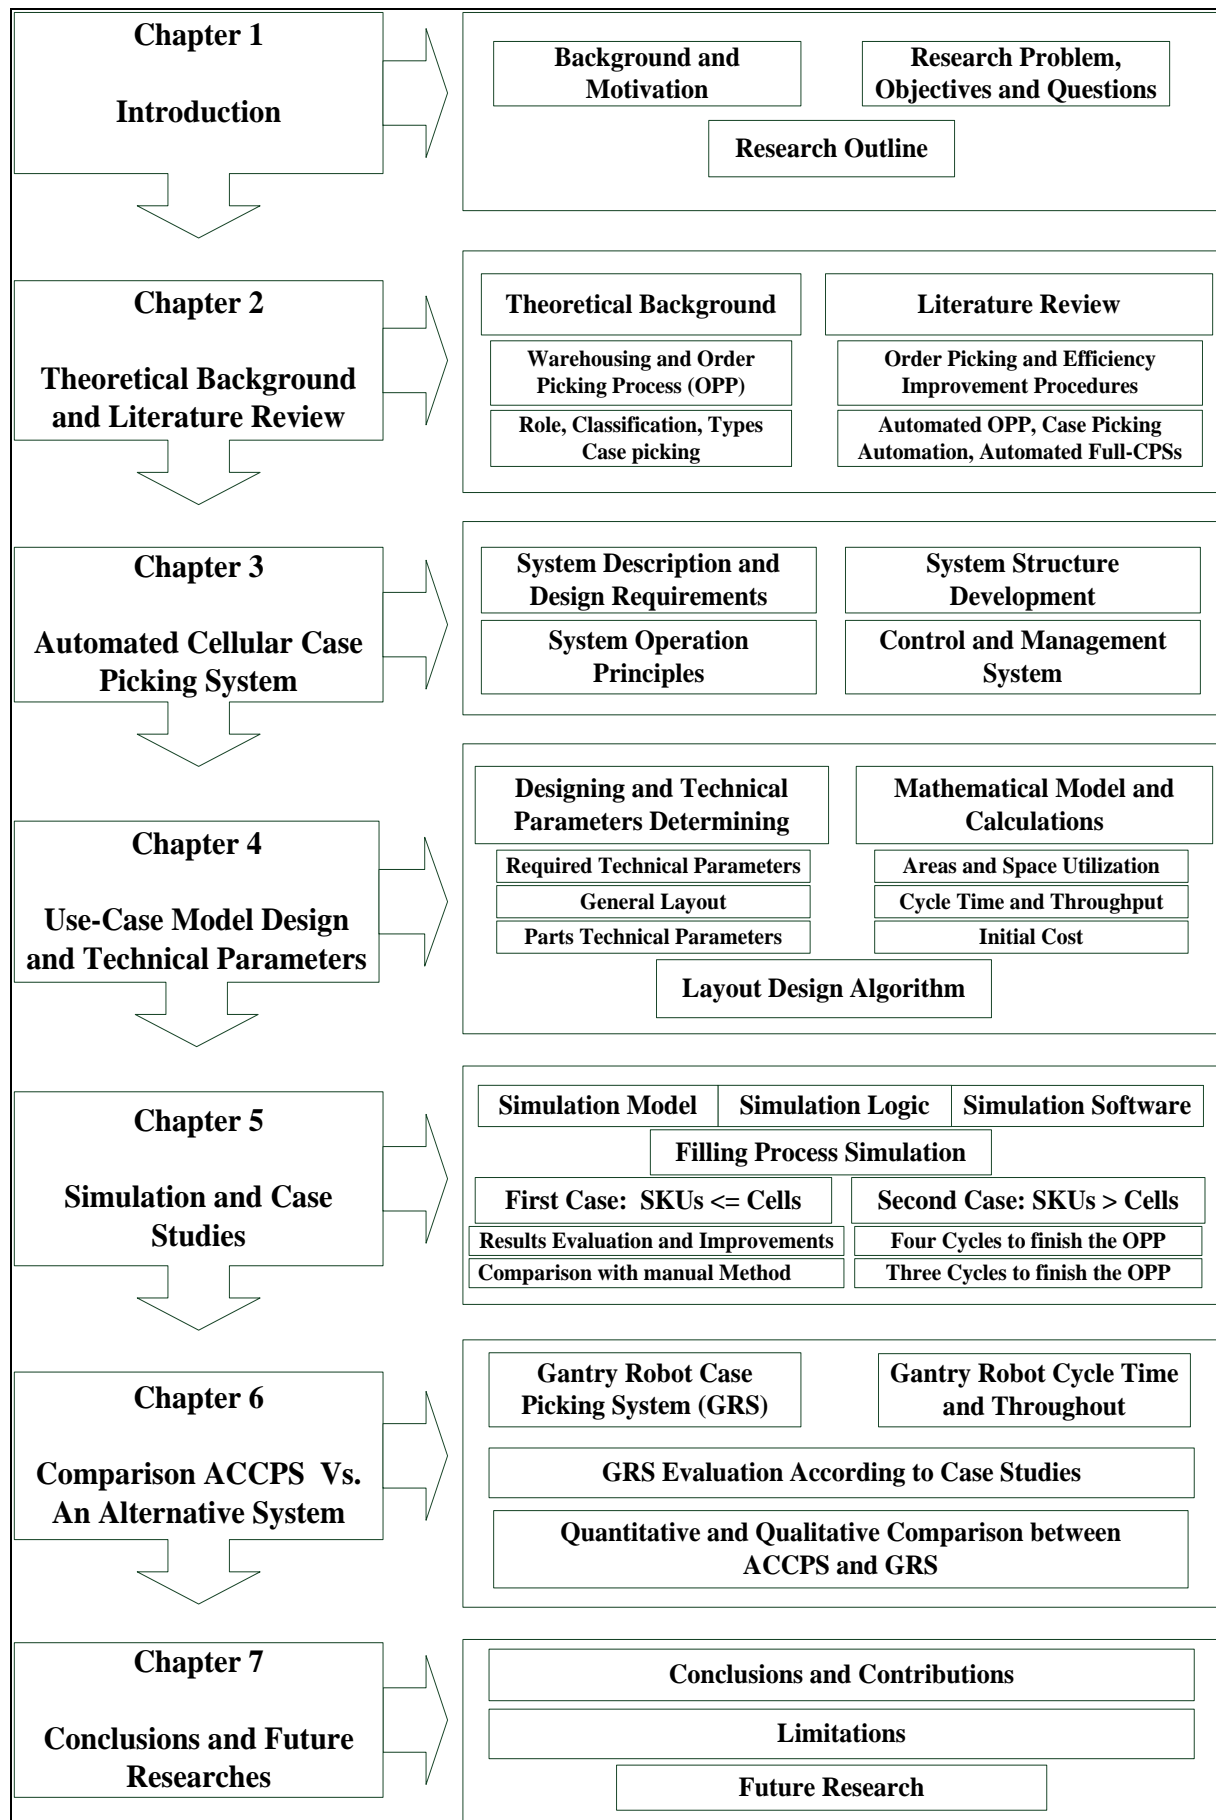 Chapter 1
Introduction
Background and
Motivation
Research Problem,
Objectives and Questions
Research Outline
Chapter 2
Theoretical Background
and Literature Review
Theoretical Background
Literature Review
Warehousing and Order
Picking Process (OPP)
Order Picking and Efficiency
Improvement Procedures
Role, Classification, Types
Case picking
Automated OPP, Case Picking
Automation, Automated Full-CPSs
Chapter 3
Automated Cellular Case
Picking System
System Description and
Design Requirements
System Structure
Development
System Operation
Principles
Control and Management
System
Chapter 4
Use-Case Model Design
and Technical Parameters
Designing and Technical
Parameters Determining
Mathematical Model and
Calculations
Required Technical Parameters
Areas and Space Utilization
General Layout
Cycle Time and Throughput
Parts Technical Parameters
Initial Cost
Layout Design Algorithm
Chapter 5
Simulation and Case
Studies
Simulation Model
Simulation Logic
Simulation Software
Filling Process Simulation
First Case: SKUs <= Cells
Second Case: SKUs > Cells
Results Evaluation and Improvements
Four Cycles to finish the OPP
Comparison with manual Method
Three Cycles to finish the OPP
Chapter 6
Comparison ACCPS Vs.
An Alternative System
Gantry Robot Case
Picking System (GRS)
Gantry Robot Cycle Time
and Throughout
GRS Evaluation According to Case Studies
Quantitative and Qualitative Comparison between
ACCPS and GRS
Chapter 7
Conclusions and Future
Researches
Conclusions and Contributions
Limitations
Future Research